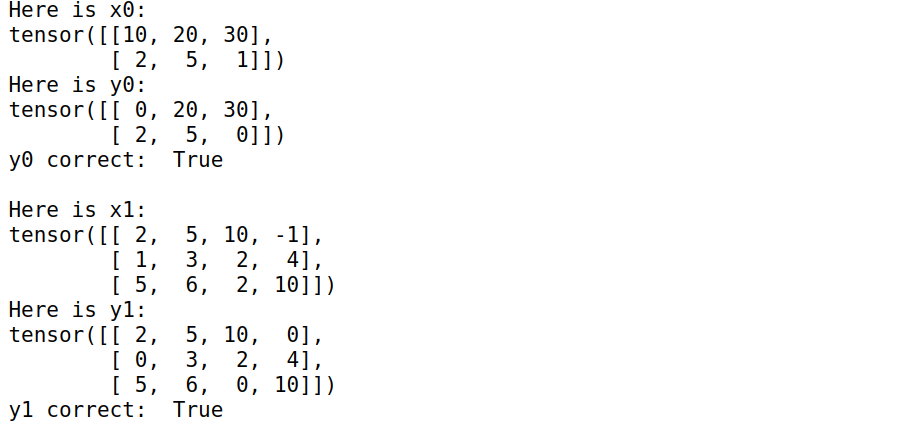 Here is x0:
tensor([[10, 20, 30],
        [ 2,  5,  1]])
Here is y0:
tensor([[ 0, 20, 30],
        [ 2,  5,  0]])
y0 correct:  True

Here is x1:
tensor([[ 2,  5, 10, -1],
        [ 1,  3,  2,  4],
        [ 5,  6,  2, 10]])
Here is y1:
tensor([[ 2,  5, 10,  0],
        [ 0,  3,  2,  4],
        [ 5,  6,  0, 10]])
y1 correct:  True